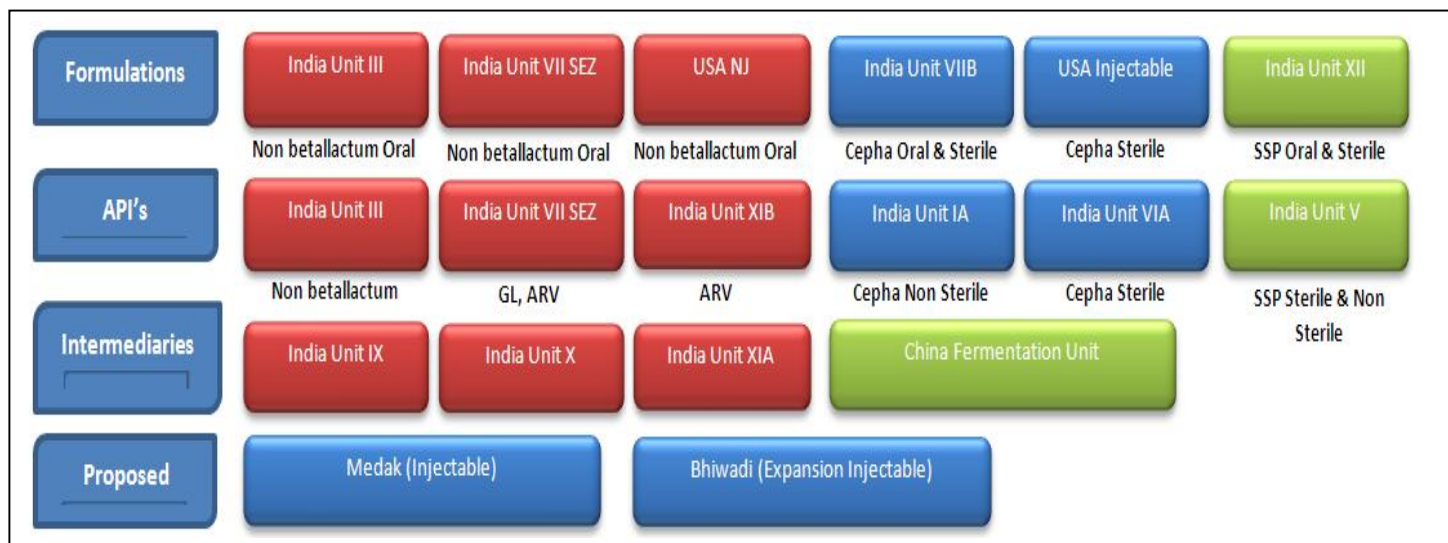 Formulations
India Unit III
India Unit VII SEZ
USA NJ
India Unit VIIB
USA Injectable
India Unit XII
Non betallactum Oral
Non betallactum Oral
Non betallactum Oral
Cepha Oral & Sterile
Cepha Sterile
SSP Oral & Sterile
API's
India Unit III
India Unit VII SEZ
India Unit XIB
India Unit IA
India Unit VIA
India Unit V
Non betallactum
GL, ARV
ARV
Cepha Non Sterile
Cepha Sterile
SSP Sterile & Non
Sterile
Intermediaries
India Unit IX
India Unit X
India Unit XIA
China Fermentation Unit
Proposed
Medak (Injectable)
Bhiwadi (Expansion Injectable)